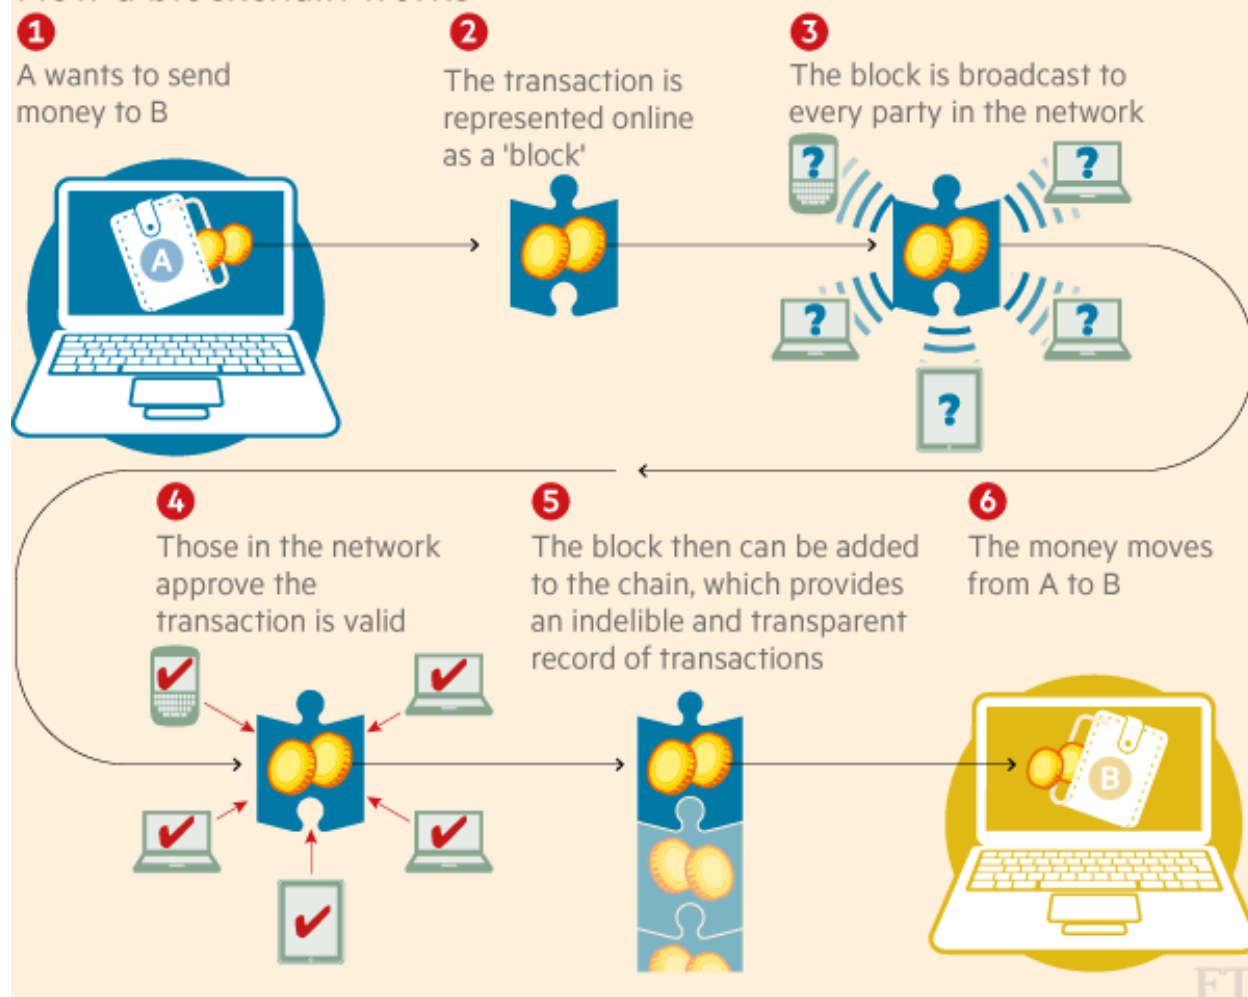 How a blockchain works
1
A wants to send
money to B
A
2
The transaction is
represented online
as a 'block'
3
The block is broadcast to
every party in the network
?
?
?
?
?
4
Those in the network
approve the
transaction is valid
5
The block then can be added
to the chain, which provides
an indelible and transparent
record of transactions
6
The money moves
from A to B
B
FT